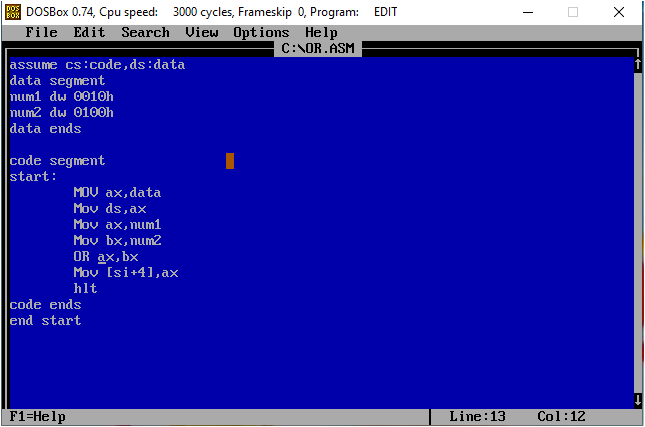 DOSBox 0.74, Cpu speed: 3000 cycles, Frameskip 0, Program: EDIT
File Edit Search View Options Help
C:\OR.ASM
assume cs:code,ds:data
data segment
num1 dw 0010h
num2 dw 0100h
data ends
code segment
start:
MOV ax,data
Mov ds,ax
Mov ax,num1
Mov bx,num2
OR ax,bx
Mov [si+4],ax
hlt
code ends
end start
F1=Help Line:13 Col:12